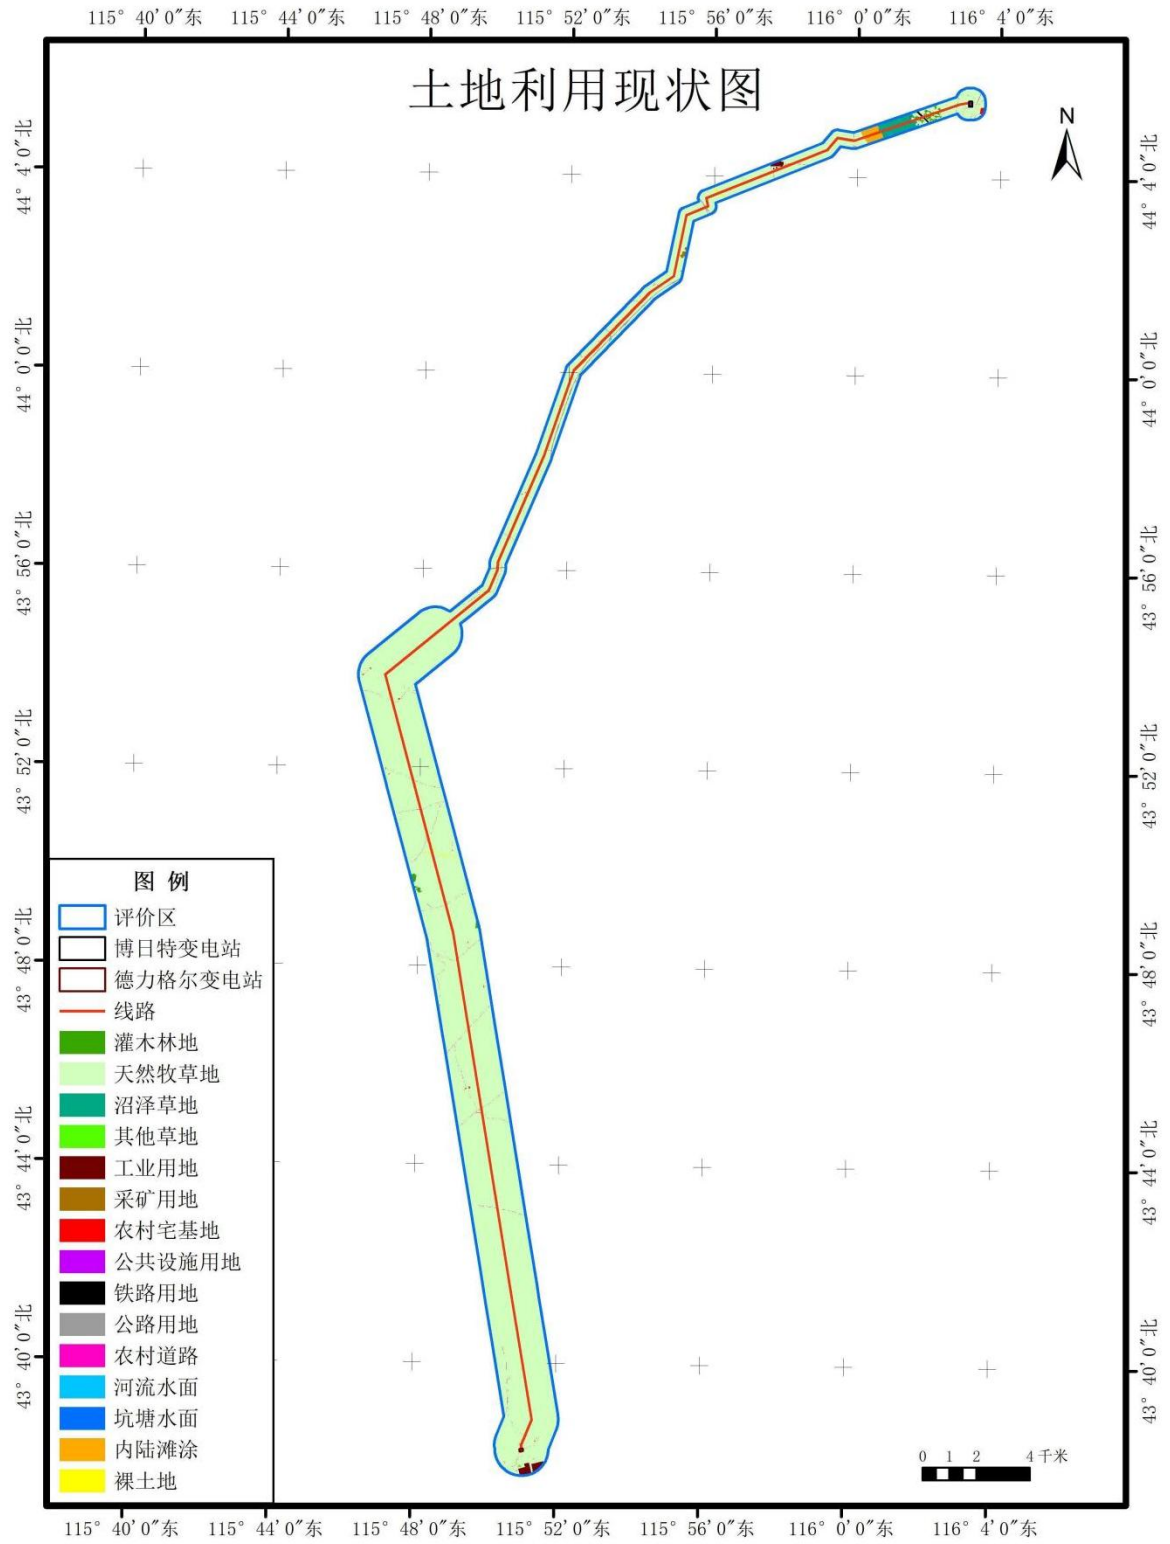 115° 40′ 0″东 115° 44′ 0″东 115° 48′ 0″东 115° 52′ 0″东 115° 56′ 0″东 116° 0′ 0″东 116° 4′ 0″东
土地利用现状图
N
44° 4′ 0″北
44° 4′ 0″北
44° 0′ 0″北
44° 0′ 0″北
43° 56′ 0″北
43° 56′ 0″北
43° 52′ 0″北
43° 52′ 0″北
43° 48′ 0″北
43° 48′ 0″北
43° 44′ 0″北
43° 44′ 0″北
43° 40′ 0″北
43° 40′ 0″北
图 例
评价区
博日特变电站
德力格尔变电站
线路
灌木林地
天然牧草地
沼泽草地
其他草地
工业用地
采矿用地
农村宅基地
公共设施用地
铁路用地
公路用地
农村道路
河流水面
坑塘水面
内陆滩涂
裸土地
0 1 2 4千米
115° 40′ 0″东 115° 44′ 0″东 115° 48′ 0″东 115° 52′ 0″东 115° 56′ 0″东 116° 0′ 0″东 116° 4′ 0″东